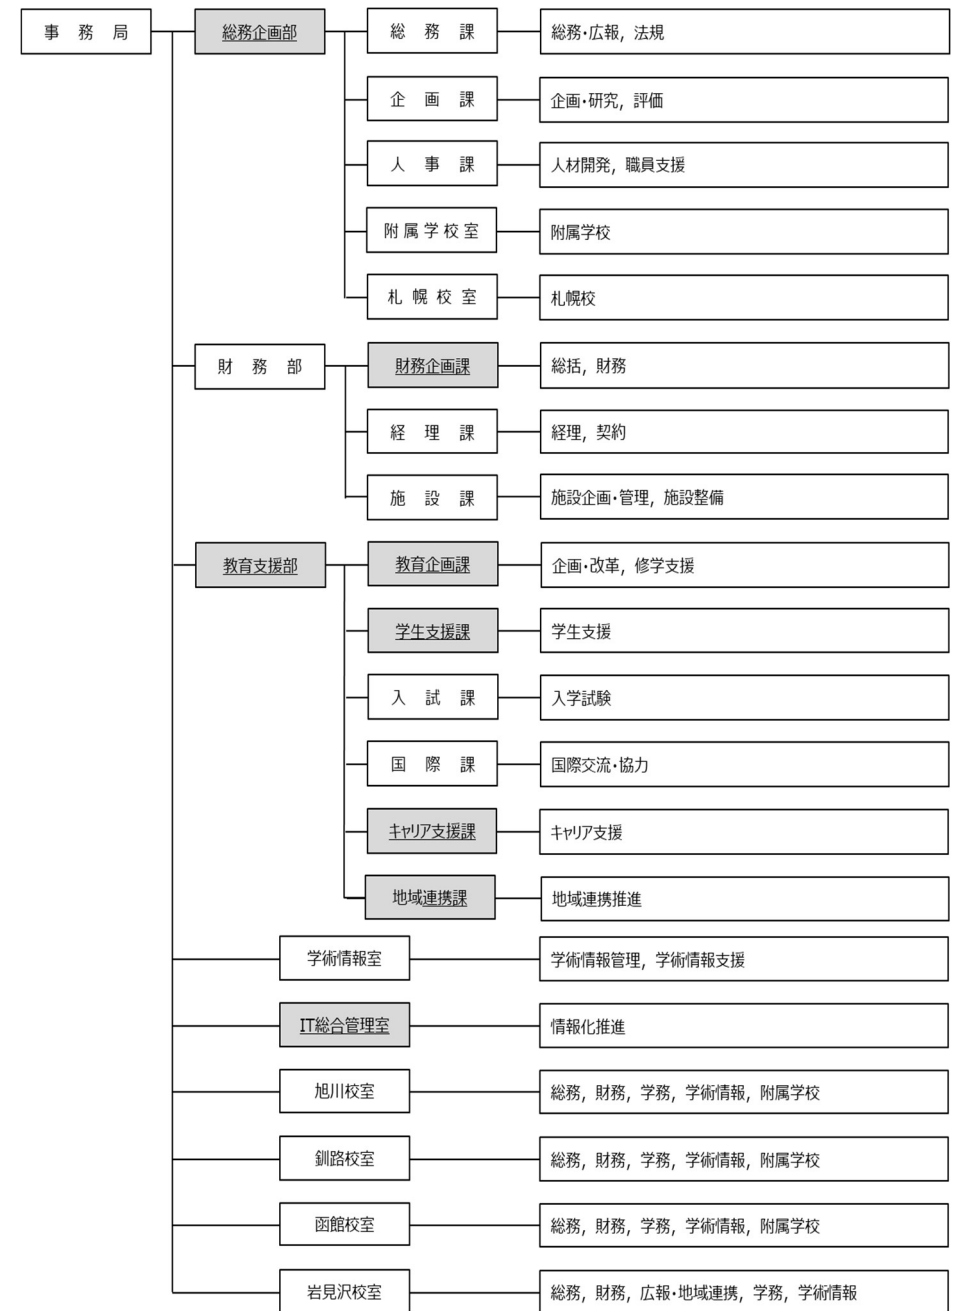 事務局 総務企画部 総務課 総務・広報，法規
企画課 企画・研究，評価
人事課 人材開発，職員支援
附属学校室 附属学校
札幌校室 札幌校
財務部 財務企画課 総括，財務
経理課 経理，契約
施設課 施設企画・管理，施設整備
教育支援部 教育企画課 企画・改革，修学支援
学生支援課 学生支援
入試課 入学試験
国際課 国際交流・協力
キャリア支援課 キャリア支援
地域連携課 地域連携推進
学術情報室 学術情報管理，学術情報支援
IT総合管理室 情報化推進
旭川校室 総務，財務，学務，学術情報，附属学校
釧路校室 総務，財務，学務，学術情報，附属学校
函館校室 総務，財務，学務，学術情報，附属学校
岩見沢校室 総務，財務，広報・地域連携，学務，学術情報